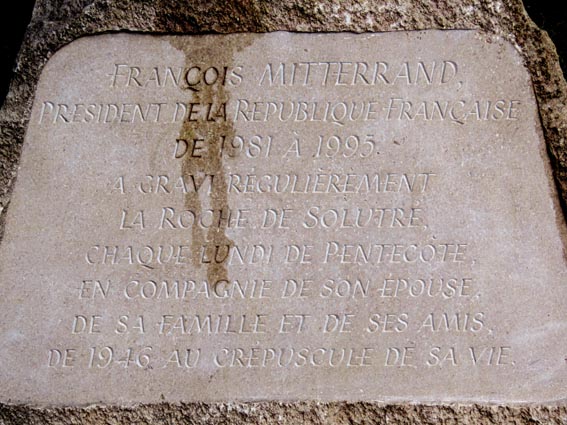 FRANÇOIS MITTERRAND,
PRÉSIDENT DE LA RÉPUBLIQUE FRANÇAISE
DE 1981 À 1995.
A GRAVI RÉGULIÈREMENT
LA ROCHE DE SOLUTRÉ,
CHAQUE LUNDI DE PENTECÔTE,
EN COMPAGNIE DE SON ÉPOUSE,
DE SA FAMILLE ET DE SES AMIS,
DE 1946 AU CRÉPUSCULE DE SA VIE.